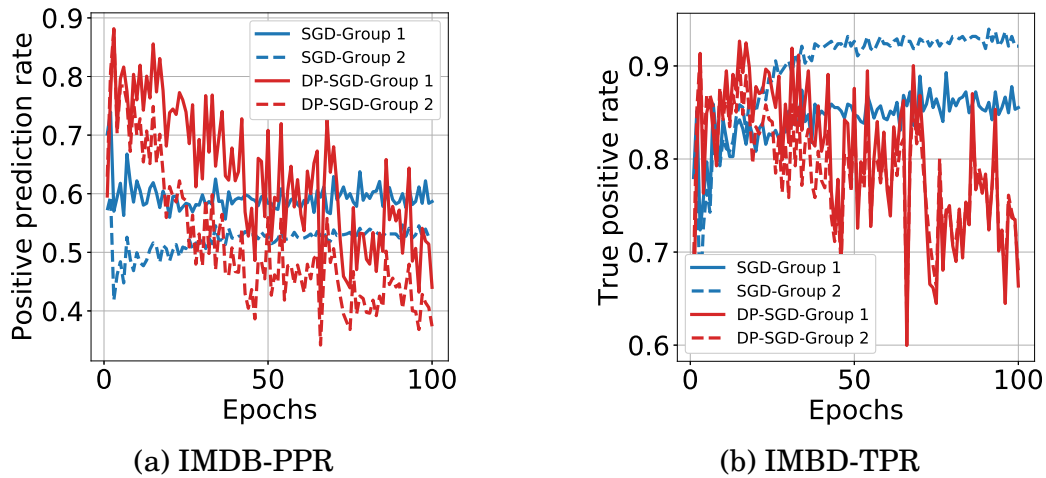 0.9
0.8
0.7
0.6
0.5
0.4
Positive prediction rate
SGD-Group 1
SGD-Group 2
DP-SGD-Group 1
DP-SGD-Group 2
0
50
100
Epochs
(a) IMDB-PPR
0.9
0.8
0.7
0.6
True positive rate
SGD-Group 1
SGD-Group 2
DP-SGD-Group 1
DP-SGD-Group 2
0
50
100
Epochs
(b) IMBD-TPR